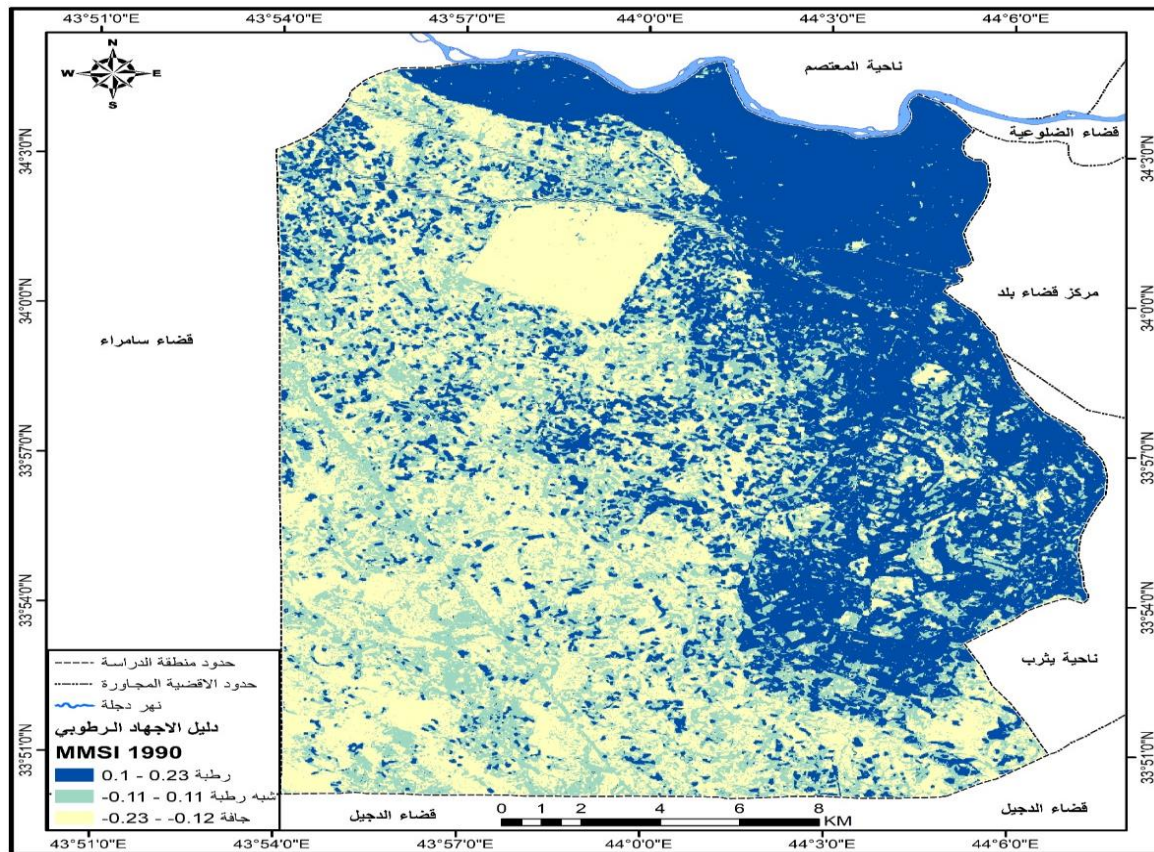 43°51'0"E 43°54'0"E 43°57'0"E 44°0'0"E 44°3'0"E 44°6'0"E
N
W E
S
ناحية المعتصم
قضاء الضلوعية
34°3'0"N
34°3'0"N
مركز قضاء بلد
34°0'0"N
34°0'0"N
قضاء سامراء
33°57'0"N
33°57'0"N
33°54'0"N
33°54'0"N
ناحية يثرب
33°51'0"N
33°51'0"N
حدود منطقة الدراسة
حدود الاقضية المجاورة
نهر دجلة
دليل الاجهاد الرطوبي
MMSI 1990
رطبة 0.23 - 0.1
شبه رطبة 0.11 - 0.11-
جافة 0.12- - 0.23-
قضاء الدجيل
0 1 2 4 6 8
KM
قضاء الدجيل
43°51'0"E 43°54'0"E 43°57'0"E 44°0'0"E 44°3'0"E 44°6'0"E